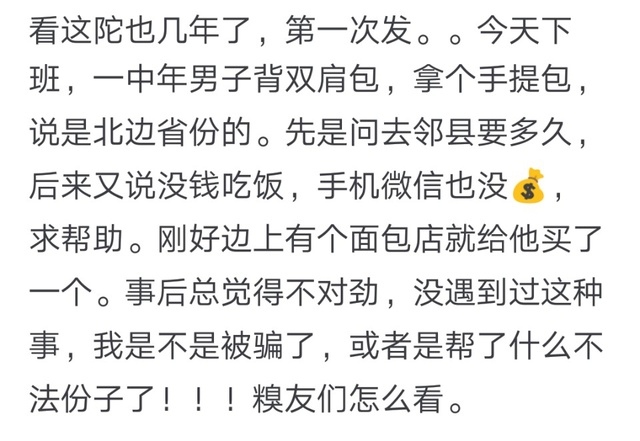 看这陀也几年了，第一次发。。今天下
班，一中年男子背双肩包，拿个手提包，
说是北边省份的。先是问去邻县要多久，
后来又说没钱吃饭，手机微信也没💰，
求帮助。刚好边上有个面包店就给他买了
一个。事后总觉得不对劲，没遇到过这种
事，我是不是被骗了，或者是帮了什么不
法份子了！！！糗友们怎么看。